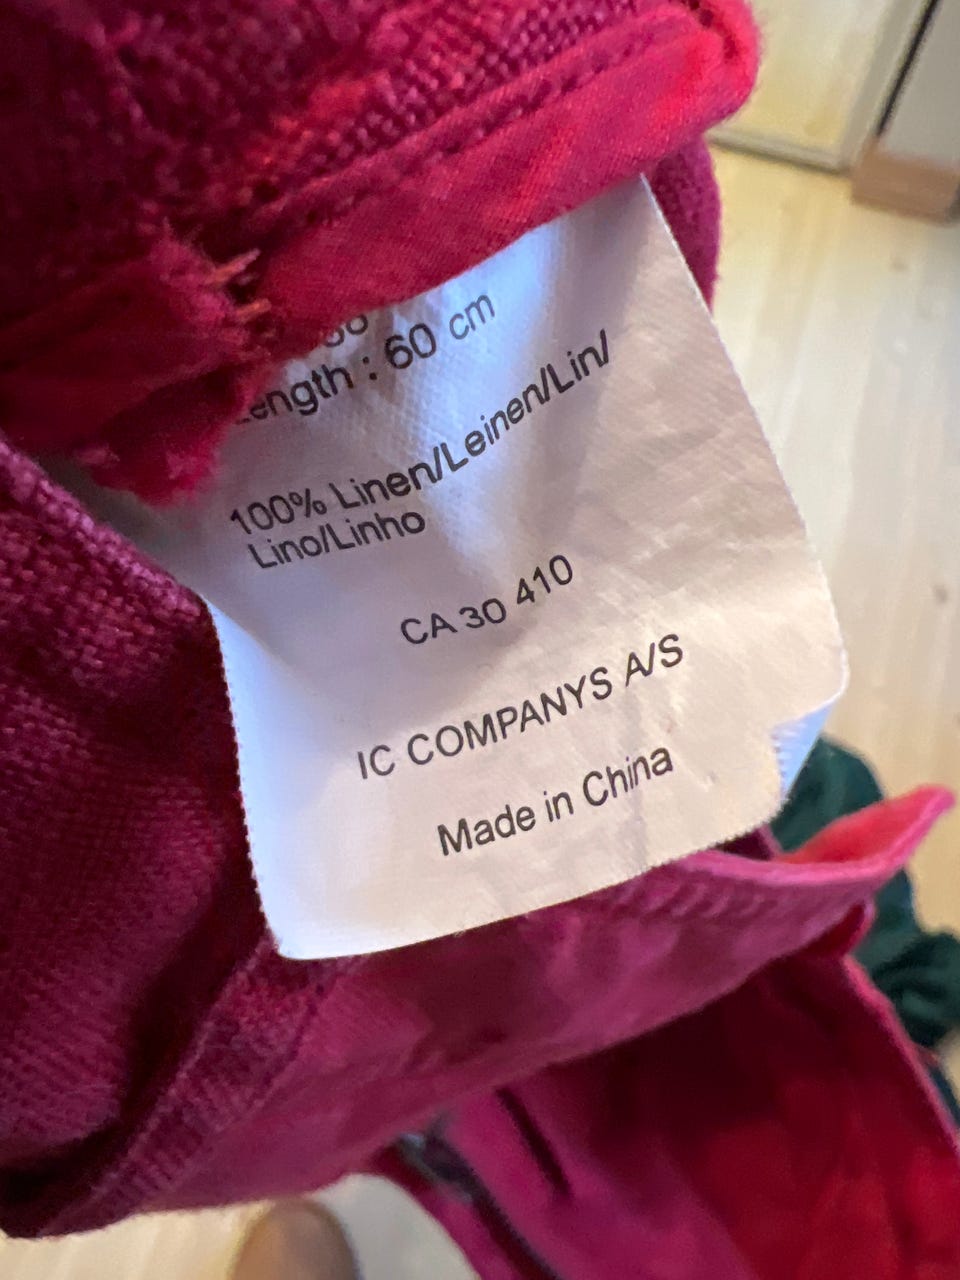 Length : 60 cm
100% Linen/Leinen/Lin/
Lino/Linho
CA 30 410
IC COMPANYS A/S
Made in China